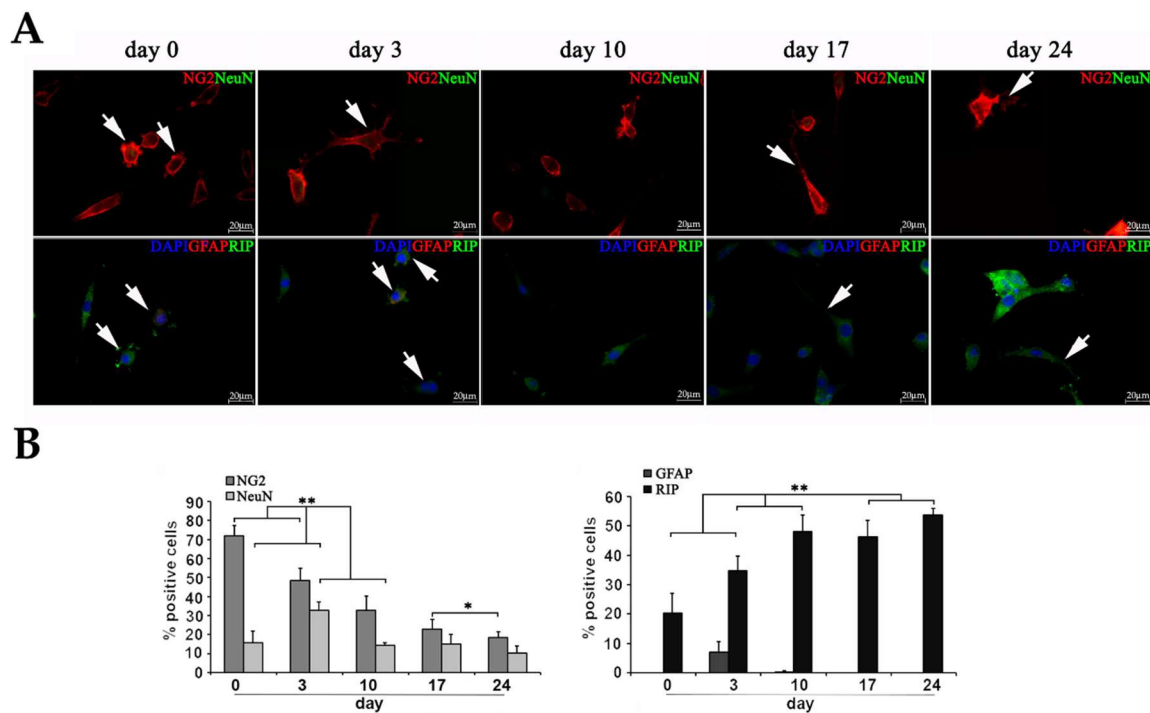 A
day 0 day 3 day 10 day 17 day 24
NG2NeuN NG2NeuN NG2NeuN NG2NeuN NG2NeuN
20μm 20μm 20μm 20μm 20μm
DAPIGFAPRIP DAPIGFAPRIP DAPIGFAPRIP DAPIGFAPRIP DAPIGFAPRIP
20μm 20μm 20μm 20μm 20μm
B
NG2
NeuN
**
*
% positive cells
90
80
70
60
50
40
30
20
10
0
0 3 10 17 24
day
GFAP
RIP
**
% positive cells
60
50
40
30
20
10
0
0 3 10 17 24
day